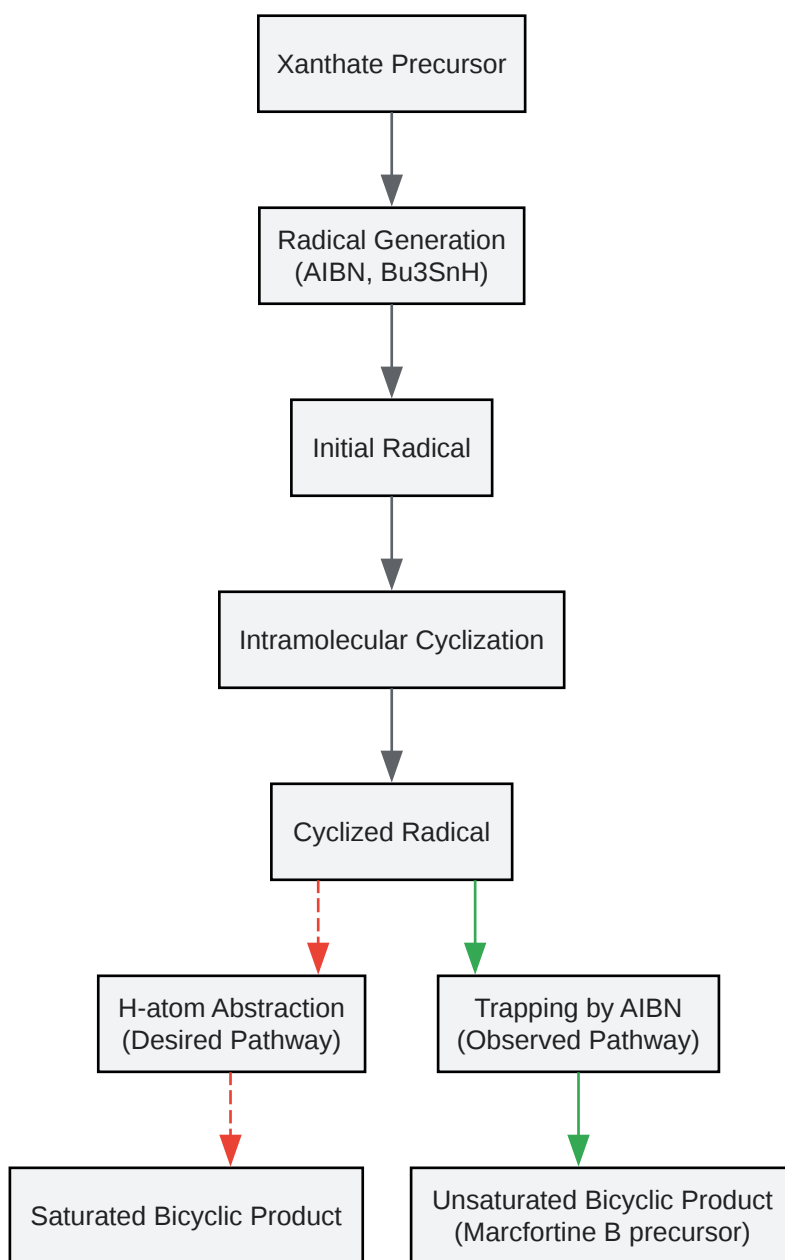 Xanthate Precursor
Radical Generation
(AIBN, Bu3SnH)
Initial Radical
Intramolecular Cyclization
Cyclized Radical
H-atom Abstraction
(Desired Pathway)
Trapping by AIBN
(Observed Pathway)
Saturated Bicyclic Product
Unsaturated Bicyclic Product
(Marcfortine B precursor)